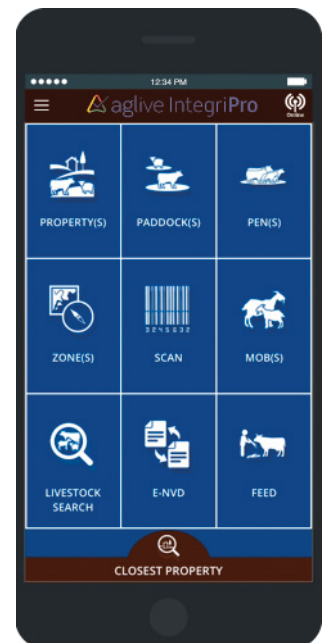 12:34 PM
aglive IntegriPro
Online
PROPERTY(S)
PADDOCK(S)
PEN(S)
3245632
ZONE(S)
SCAN
MOB(S)
LIVESTOCK
SEARCH
E-NVD
FEED
CLOSEST PROPERTY